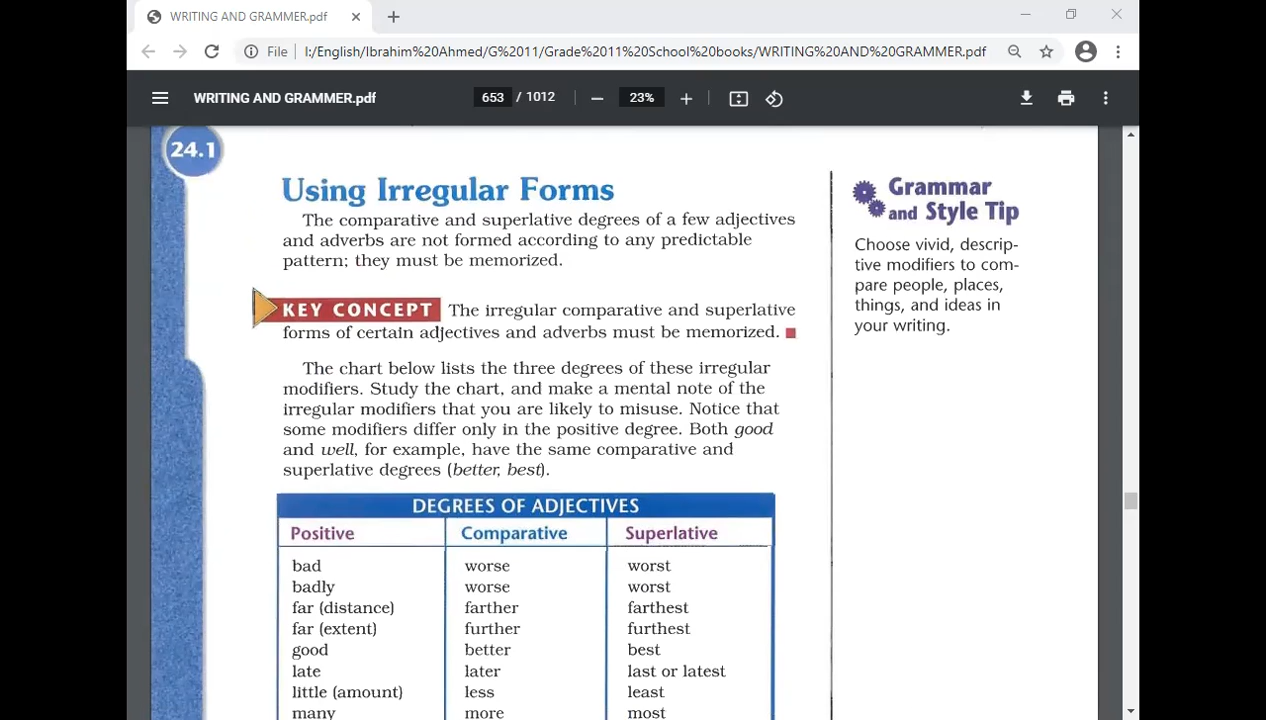 WRITING AND GRAMMER.pdf
File
I:/English/Ibrahim%20Ahmed/G%2011/Grade%2011%20School%20books/WRITING%20AND%20GRAMMER.pdf
WRITING AND GRAMMER.pdf
653 / 1012
23%
24.1
Using Irregular Forms
The comparative and superlative degrees of a few adjectives
and adverbs are not formed according to any predictable
pattern; they must be memorized.
KEY CONCEPT The irregular comparative and superlative
forms of certain adjectives and adverbs must be memorized.
The chart below lists the three degrees of these irregular
modifiers. Study the chart, and make a mental note of the
irregular modifiers that you are likely to misuse. Notice that
some modifiers differ only in the positive degree. Both good
and well, for example, have the same comparative and
superlative degrees (better, best).
DEGREES OF ADJECTIVES
Positive Comparative Superlative
bad worse worst
badly worse worst
far (distance) farther farthest
far (extent) further furthest
good better best
late later last or latest
little (amount) less least
many more most
Grammar
and Style Tip
Choose vivid, descrip-
tive modifiers to com-
pare people, places,
things, and ideas in
your writing.